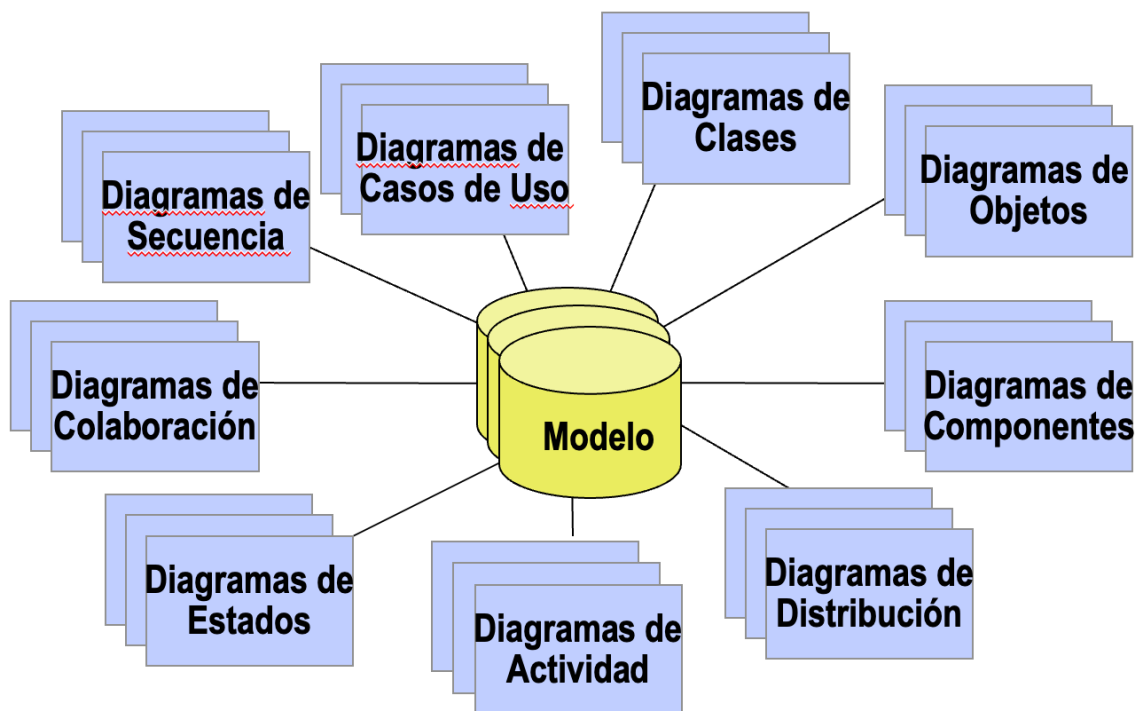 Diagramas de
Clases
Diagramas de
Casos de Uso
Diagramas de
Objetos
Diagramas de
Secuencia
Diagramas de
Colaboración
Diagramas de
Componentes
Modelo
Diagramas de
Estados
Diagramas de
Distribución
Diagramas de
Actividad